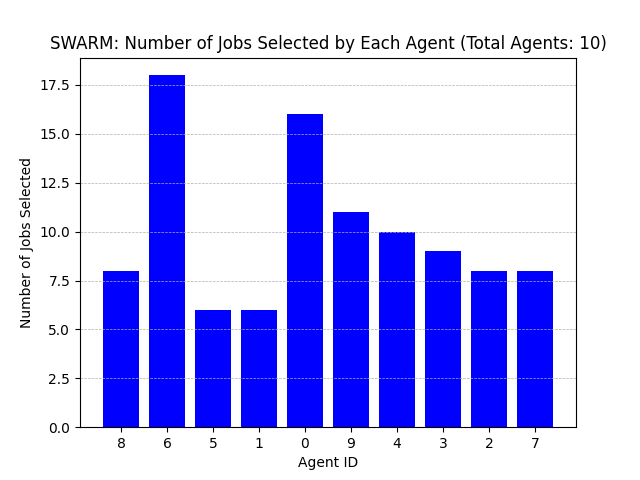 SWARM: Number of Jobs Selected by Each Agent (Total Agents: 10)
Number of Jobs Selected
17.5
15.0
12.5
10.0
7.5
5.0
2.5
0.0
8 6 5 1 0 9 4 3 2 7
Agent ID